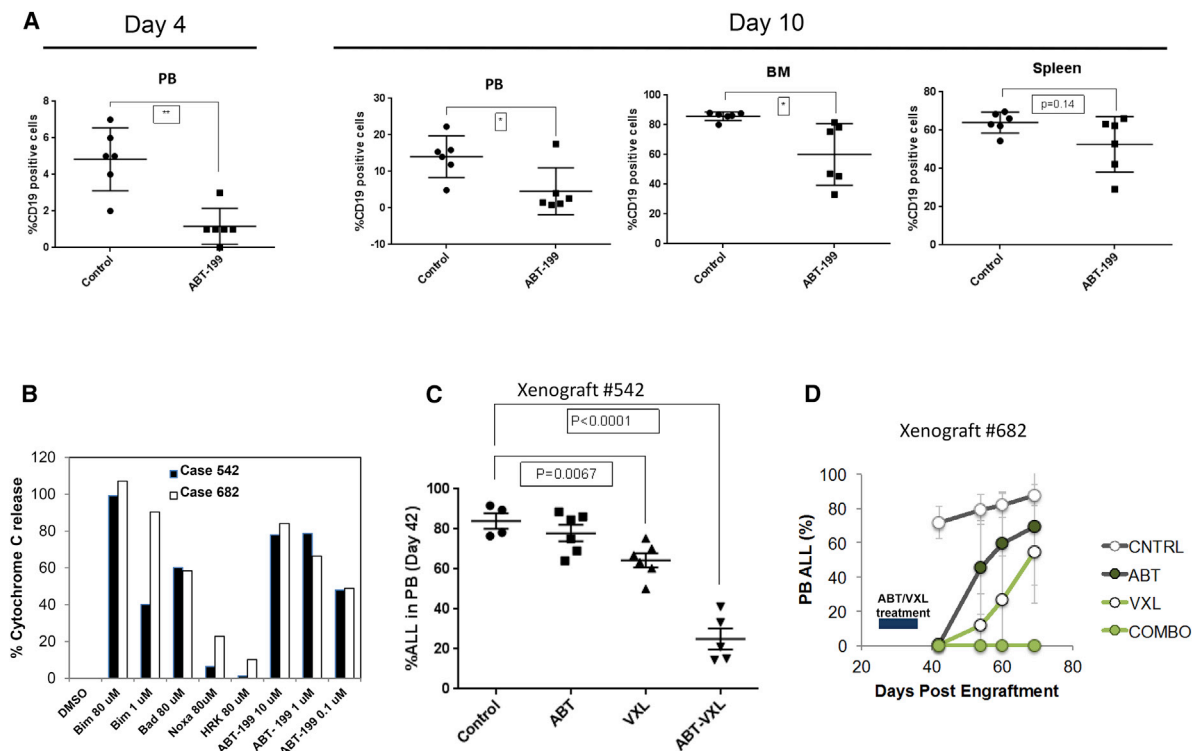 A
Day 4
Day 10
PB
PB
BM
Spleen
%CD19 positive cells
8
6
4
2
0
**
Control
ABT-199
%CD19 positive cells
30
20
10
0
-10
*
Control
ABT-199
%CD19 positive cells
100
80
60
40
20
0
*
Control
ABT-199
%CD19 positive cells
80
60
40
20
0
p=0.14
Control
ABT-199
B
% Cytochrome C release
120
100
80
60
40
20
0
Case 542
Case 682
DMSO
Bim 80 uM
Bim 1 uM
Bad 80 uM
Noxa 80uM
HRK 80 uM
ABT-199 10 uM
ABT- 199 1 uM
ABT-199 0.1 uM
C
Xenograft #542
P<0.0001
P=0.0067
%ALL in PB (Day 42)
100
80
60
40
20
0
Control
ABT
VXL
ABT-VXL
D
Xenograft #682
PB ALL (%)
100
80
60
40
20
0
ABT/VXL
treatment
20
40
60
80
Days Post Engraftment
CNTRL
ABT
VXL
COMBO